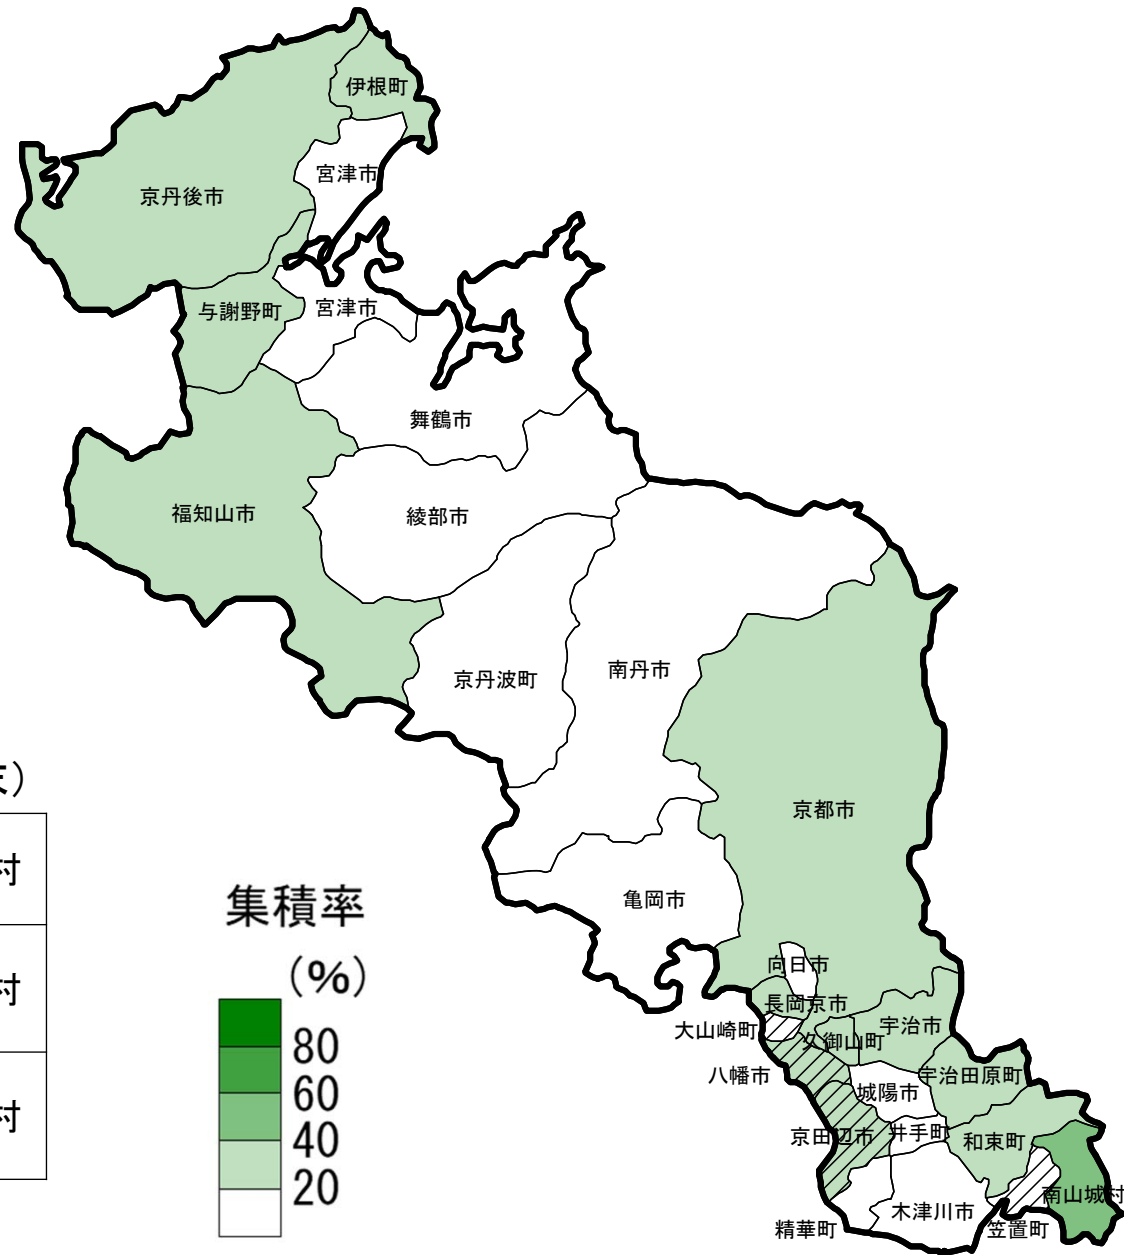 伊根町
宮津市
京丹後市
与謝野町
宮津市
舞鶴市
福知山市
綾部市
京丹波町
南丹市
京都市
亀岡市
向日市
長岡京市
大山崎町
久御山町
宇治市
八幡市
宇治田原町
城陽市
京田辺市
井手町
和束町
南山城村
木津川市
精華町
笠置町
)
村
村
村
集積率
(%)
80
60
40
20